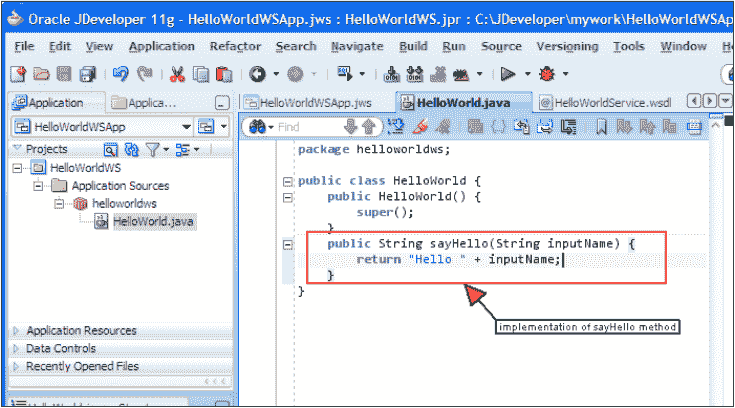 Oracle JDeveloper 11g - HelloWorldWSApp.jws : HelloWorldWS.jpr : C:\JDeveloper\mywork\HelloWorldWSAp
File Edit View Application Refactor Search Navigate Build Run Source Versioning Tools Window He
Application Applica... HelloWorldWSApp.jws HelloWorld.java HelloWorldService.wsdl
HelloWorldWSApp
Find
Projects
package helloworldws;
HelloWorldWS
Application Sources
helloworldws
HelloWorld.java
public class HelloWorld {
public HelloWorld() {
super();
}
public String sayHello(String inputName) {
return "Hello " + inputName;
}
}
implementation of sayHello method
Application Resources
Data Controls
Recently Opened Files